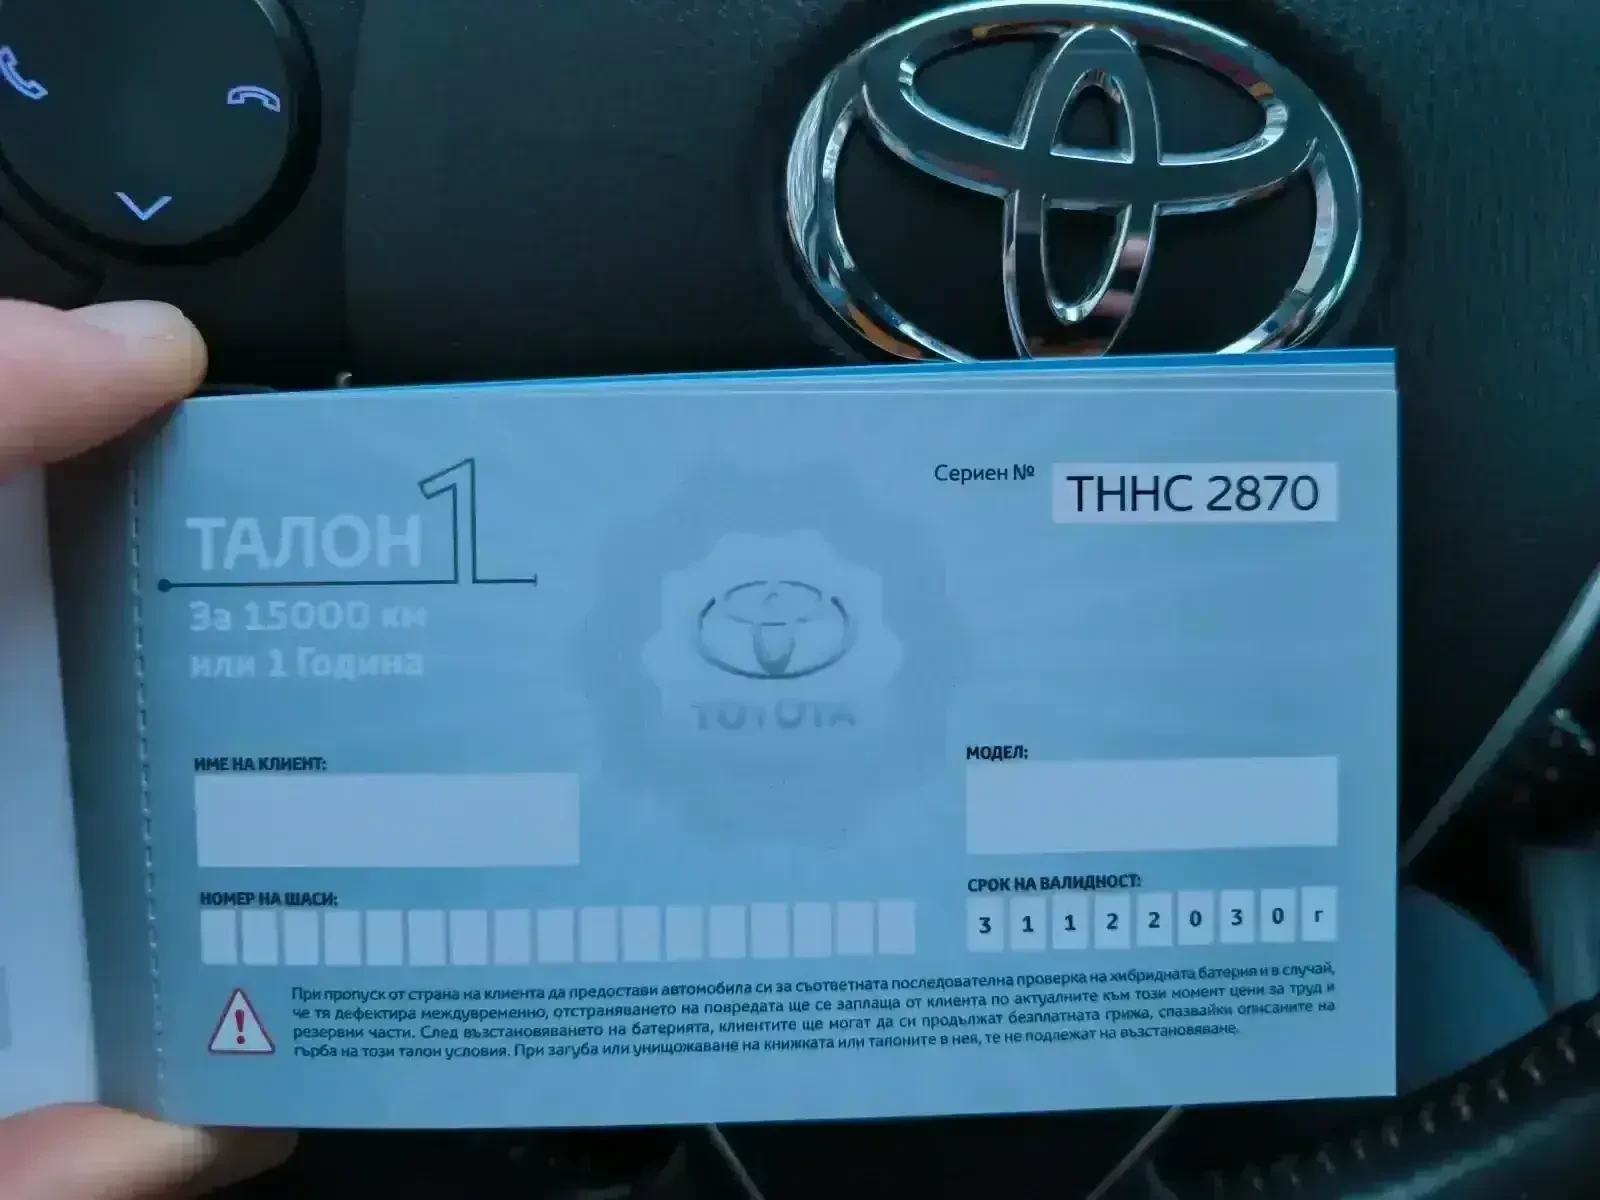 Сериен № ТННС 2870
ТАЛОН 1
За 15000 км
или 1 Година
TOYOTA
ИМЕ НА КЛИЕНТ:
МОДЕЛ:
НОМЕР НА ШАСИ:
СРОК НА ВАЛИДНОСТ:
3 1 1 2 2 0 3 0 г
При пропуск от страна на клиента да предостави автомобила си за съответната последователна проверка на хибридната батерия и в случай,
че тя дефектира междувременно, отстраняването на повредата ще се заплаща от клиента по актуалните към този момент цени за труд и
резервни части. След възстановяването на батерията, клиентите ще могат да си продължат безплатната грижа, спазвайки описаните на
гърба на този талон условия. При загуба или унищожаване на книжката или талоните в нея, те не подлежат на възстановяване.